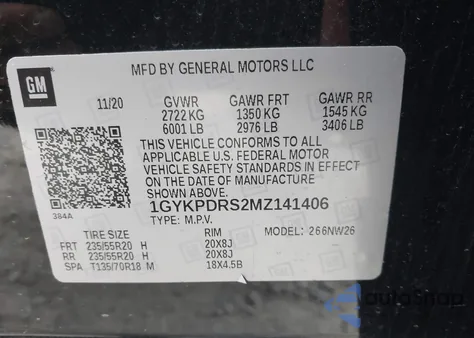 MFD BY GENERAL MOTORS LLC
GM
11/20 GVWR GAWR FRT GAWR RR
2722 KG 1350 KG 1545 KG
6001 LB 2976 LB 3406 LB
THIS VEHICLE CONFORMS TO ALL
APPLICABLE U.S. FEDERAL MOTOR
VEHICLE SAFETY STANDARDS IN EFFECT
ON THE DATE OF MANUFACTURE
SHOWN ABOVE.
1GYKPDRS2MZ141406
384A
TYPE: M.P.V. MODEL: 266NW26
TIRE SIZE RIM
FRT 235/55R20 H 20X8J
RR 235/55R20 H 20X8J
SPA T135/70R18 M 18X4.5B
AutoSnap